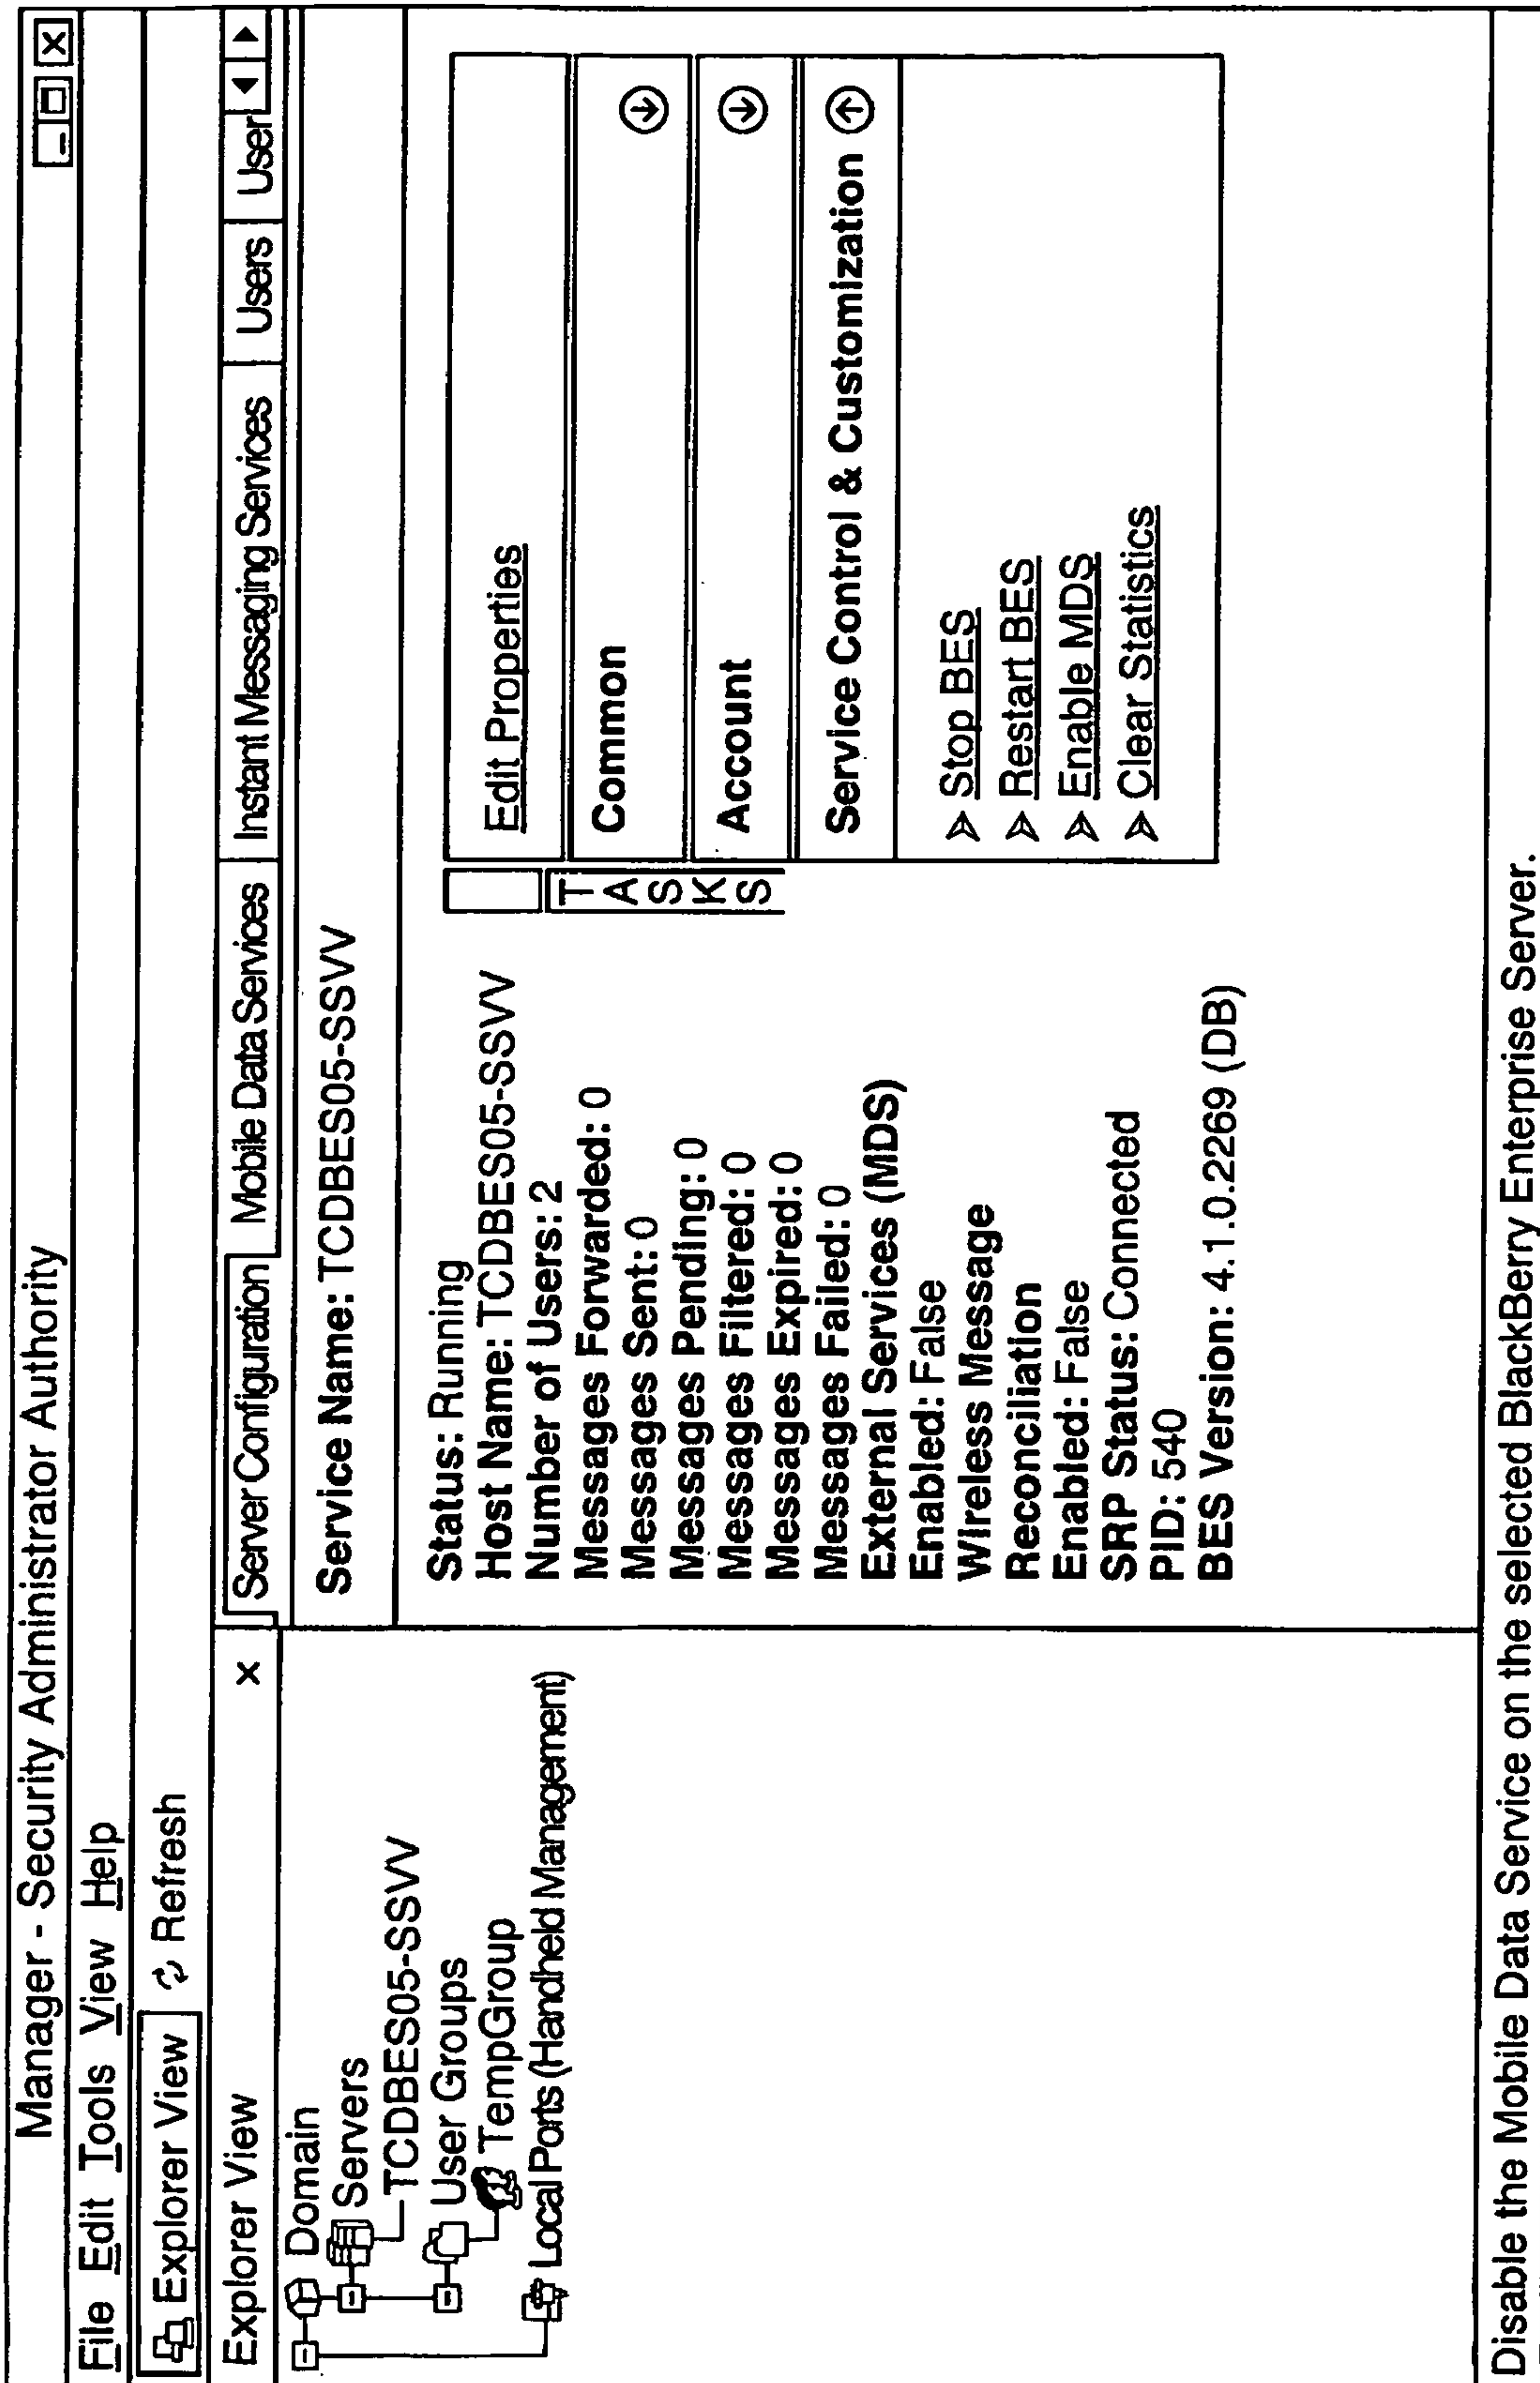 Manager - Security Administrator Authority
File Edit Tools View Help
Explorer View Refresh
Explorer View x
Domain
Servers
TCDBES05-SSVV
User Groups
TempGroup
Local Ports (Handheld Management)
Server Configuration Mobile Data Services Instant Messaging Services Users User
Service Name: TCDBES05-SSVV
Status: Running
Host Name: TCDBES05-SSVV
Number of Users: 2
Messages Forwarded: 0
Messages Sent: 0
Messages Pending: 0
Messages Filtered: 0
Messages Expired: 0
Messages Failed: 0
External Services (MDS)
Enabled: False
Wireless Message
Reconciliation
Enabled: False
SRP Status: Connected
PID: 540
BES Version: 4.1.0.2269 (DB)
TASKS
Edit Properties
Common
Account
Service Control & Customization
Stop BES
Restart BES
Enable MDS
Clear Statistics
Disable the Mobile Data Service on the selected BlackBerry Enterprise Server.